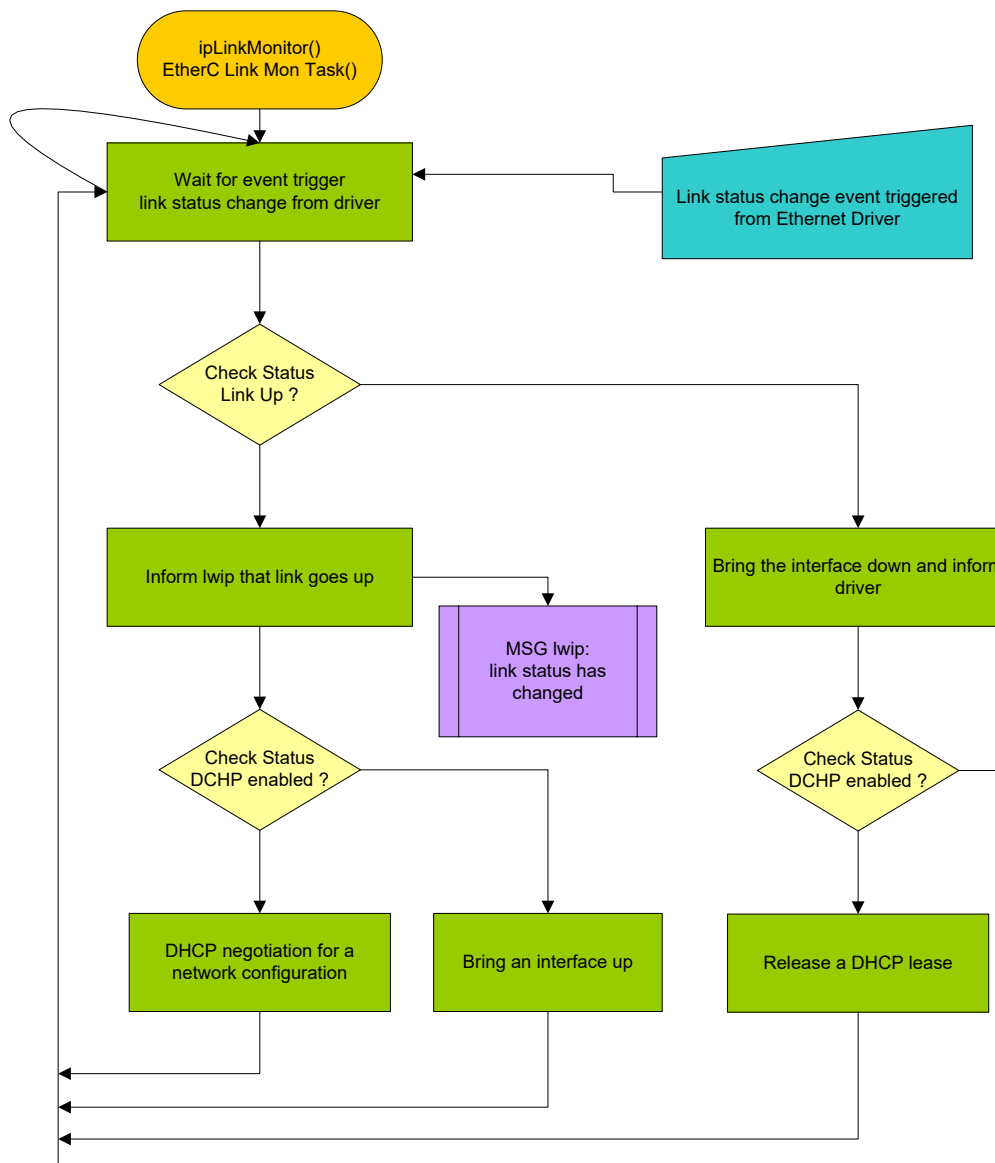 ipLinkMonitor()
EtherC Link Mon Task()
Wait for event trigger
link status change from driver
Link status change event triggered
from Ethernet Driver
Check Status
Link Up ?
Inform lwip that link goes up
Bring the interface down and inform
driver
MSG lwip:
link status has
changed
Check Status
DCHP enabled ?
Check Status
DCHP enabled ?
DHCP negotiation for a
network configuration
Bring an interface up
Release a DHCP lease